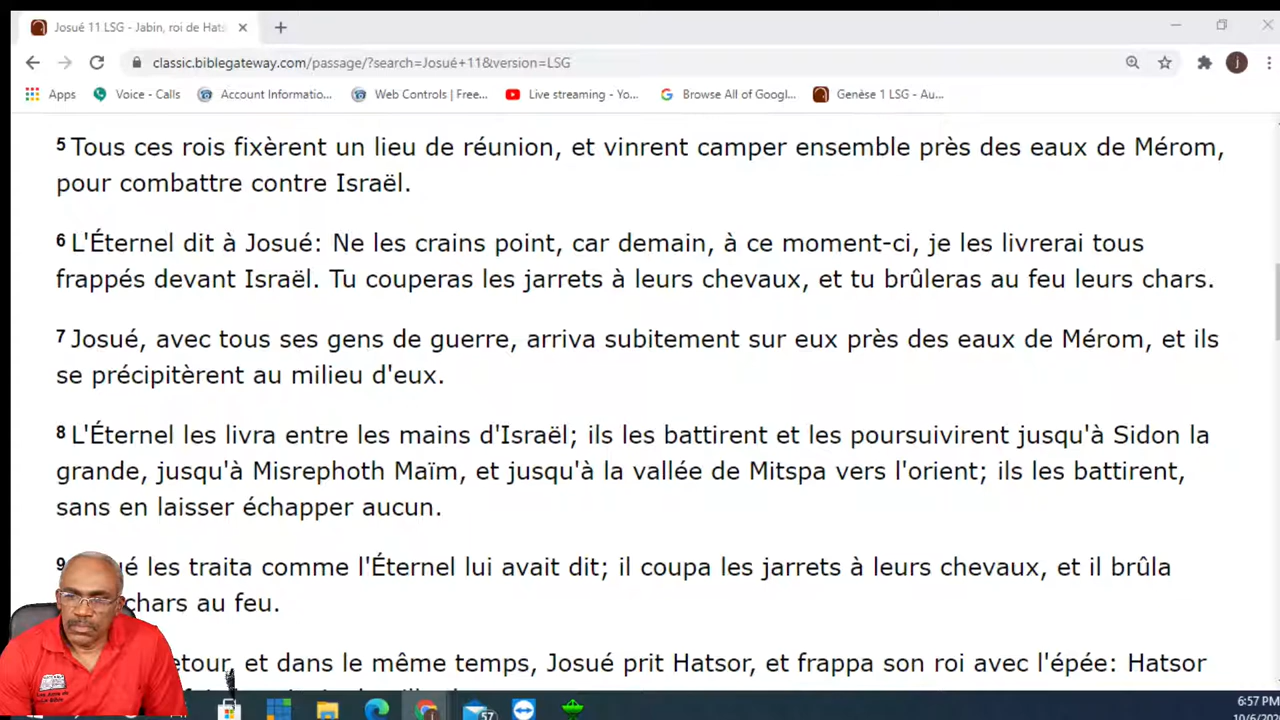 Josué 11 LSG - Jabin, roi de Hats
classic.biblegateway.com/passage/?search=Josué+11&version=LSG
j
Apps
Voice - Calls
Account Informatio...
Web Controls | Free...
Live streaming - Yo...
Browse All of Googl...
Genèse 1 LSG - Au...
5 Tous ces rois fixèrent un lieu de réunion, et vinrent camper ensemble près des eaux de Mérom,
pour combattre contre Israël.
6 L'Éternel dit à Josué: Ne les crains point, car demain, à ce moment-ci, je les livrerai tous
frappés devant Israël. Tu couperas les jarrets à leurs chevaux, et tu brûleras au feu leurs chars.
7 Josué, avec tous ses gens de guerre, arriva subitement sur eux près des eaux de Mérom, et ils
se précipitèrent au milieu d'eux.
8 L'Éternel les livra entre les mains d'Israël; ils les battirent et les poursuivirent jusqu'à Sidon la
grande, jusqu'à Misrephoth Maïm, et jusqu'à la vallée de Mitspa vers l'orient; ils les battirent,
sans en laisser échapper aucun.
9 les traita comme l'Éternel lui avait dit; il coupa les jarrets à leurs chevaux, et il brûla
chars au feu.
et dans le même temps, Josué prit Hatsor, et frappa son roi avec l'épée: Hatsor
57
6:57 PM